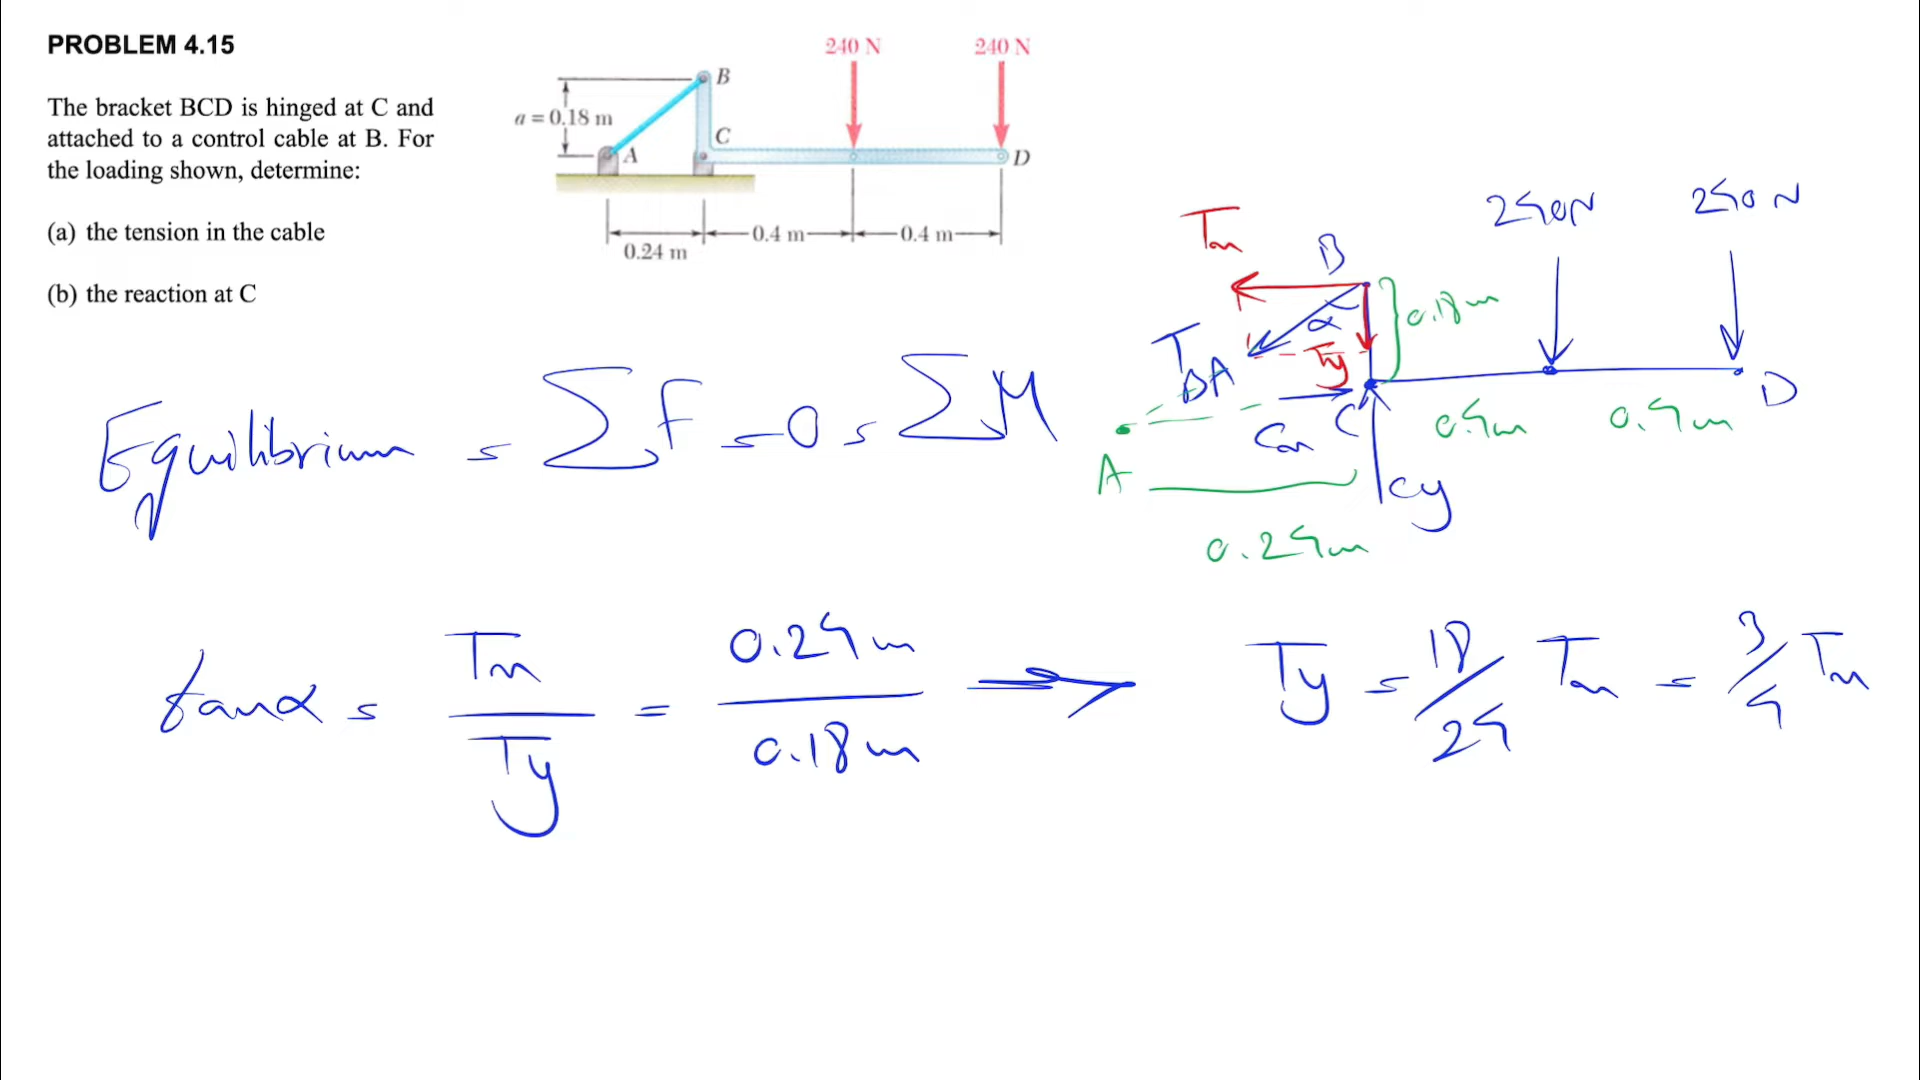 PROBLEM 4.15
The bracket BCD is hinged at C and
attached to a control cable at B. For
the loading shown, determine:
(a) the tension in the cable
(b) the reaction at C
240 N 240 N
B
a = 0.18 m
C
A
D
0.4 m 0.4 m
0.24 m
240N 240 N
Tx
B
0.18m
α
Ty
TBA
C
D
Cx
0.4m 0.4m
A
Cy
0.24m
Equilibrium = ΣF = 0 = ΣM
tanα = Tx / Ty = 0.24m / 0.18m ⟹ Ty = 18/24 Tx = 3/4 Tx